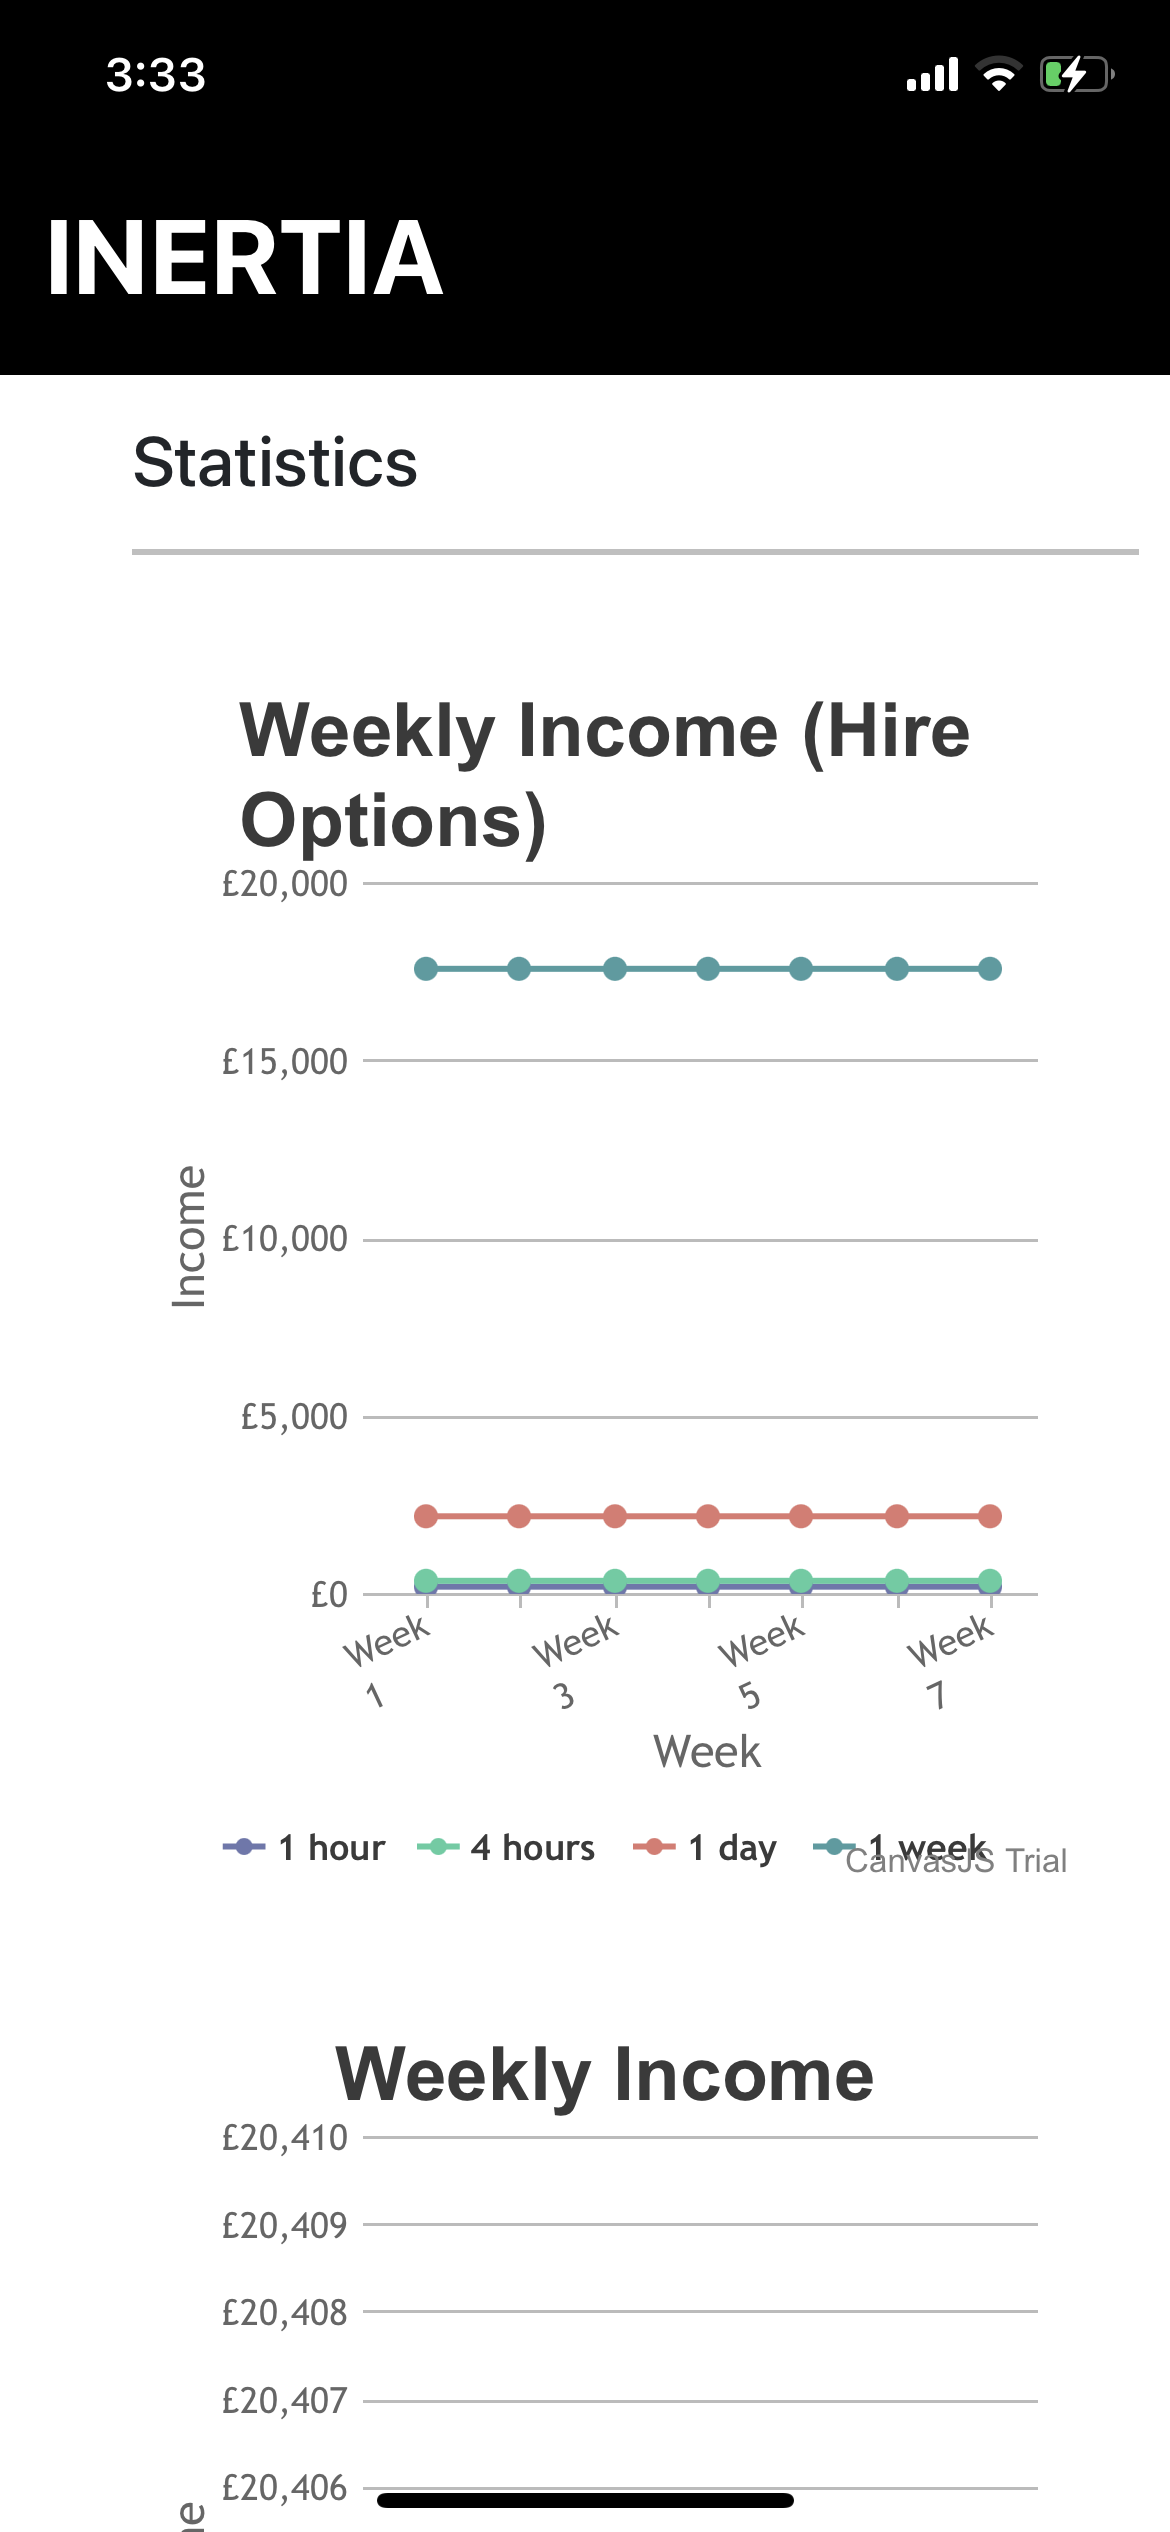 3:33
INERTIA
Statistics
Weekly Income (Hire
Options)
£20,000
£15,000
£10,000
£5,000
£0
Income
Week
1
Week
3
Week
5
Week
7
Week
1 hour 4 hours 1 day 1 week
CanvasJS Trial
Weekly Income
£20,410
£20,409
£20,408
£20,407
£20,406